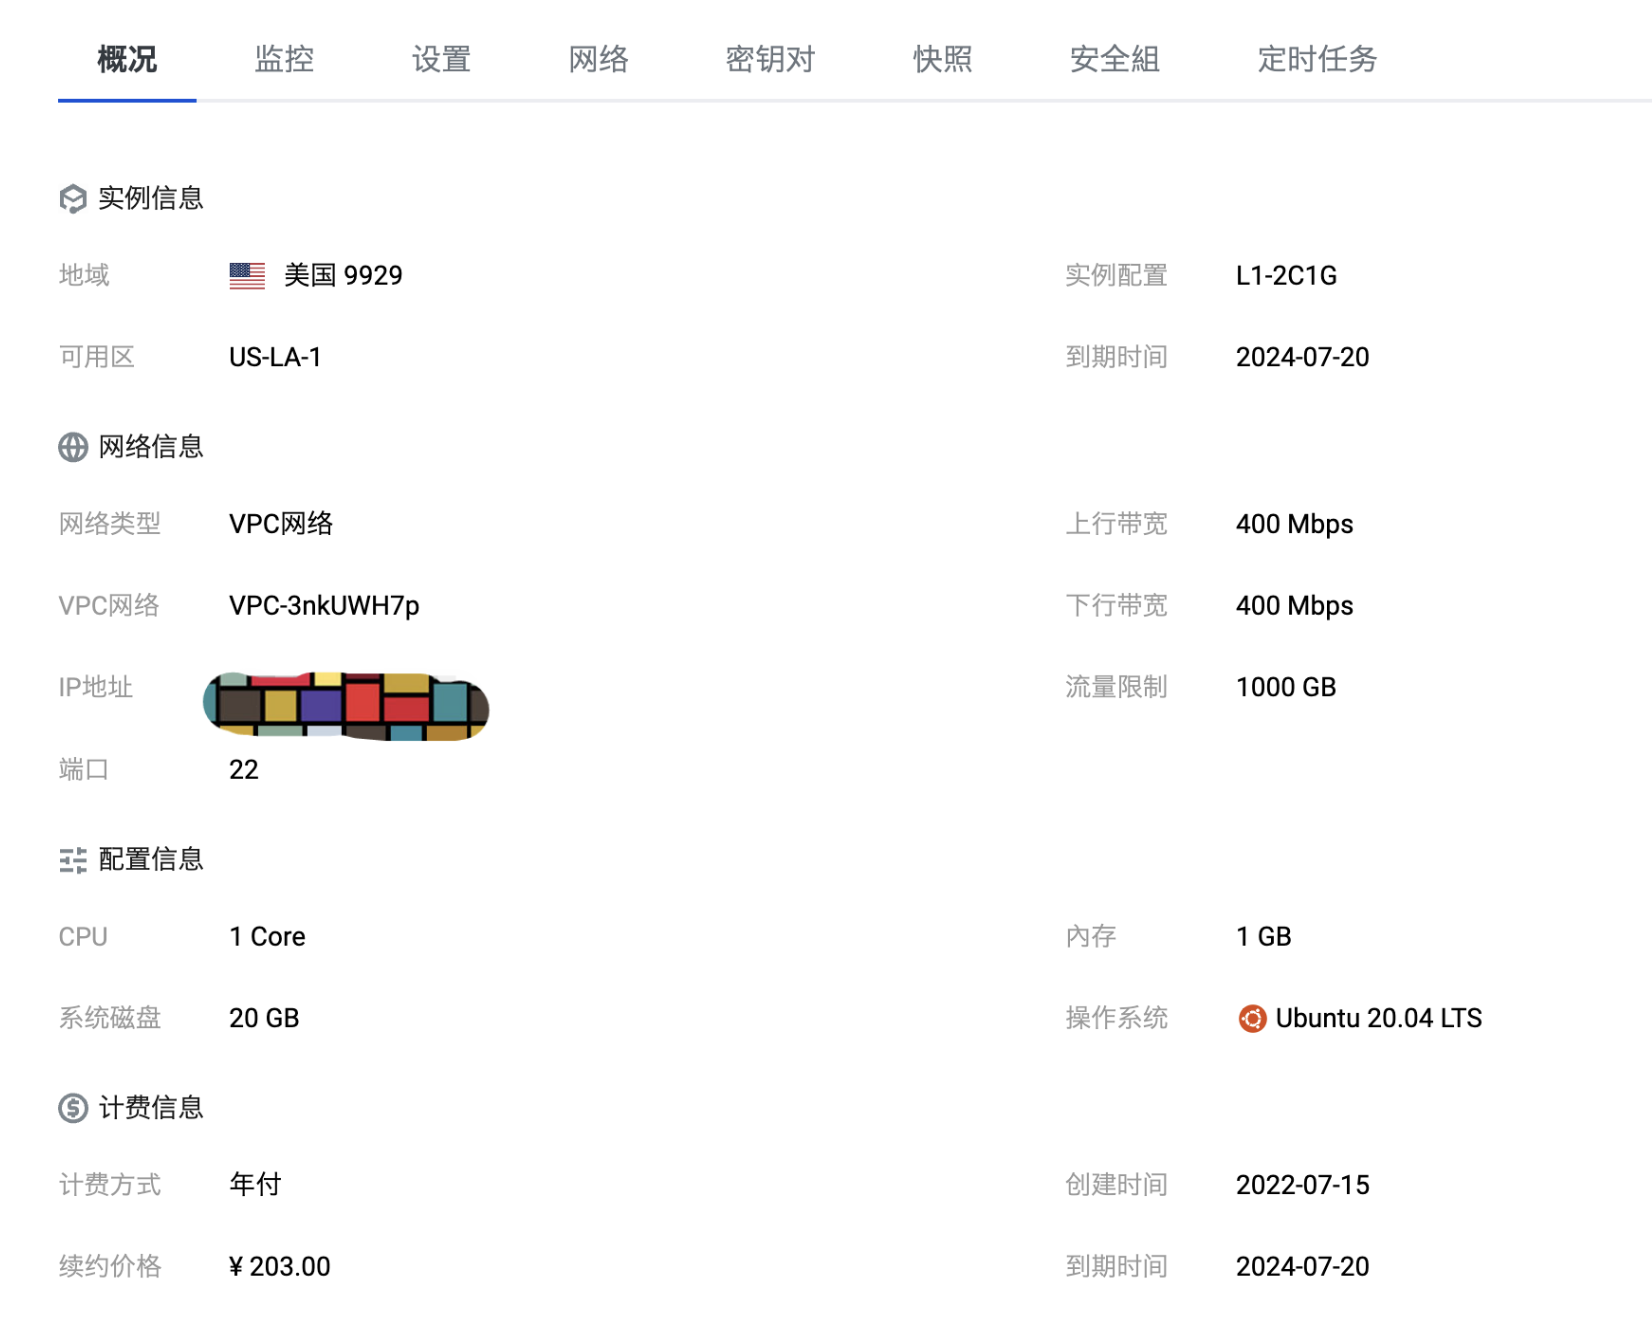 概况 监控 设置 网络 密钥对 快照 安全組 定时任务
实例信息
地域 美国 9929 实例配置 L1-2C1G
可用区 US-LA-1 到期时间 2024-07-20
网络信息
网络类型 VPC网络 上行带宽 400 Mbps
VPC网络 VPC-3nkUWH7p 下行带宽 400 Mbps
IP地址 流量限制 1000 GB
端口 22
配置信息
CPU 1 Core 內存 1 GB
系统磁盘 20 GB 操作系统 Ubuntu 20.04 LTS
计费信息
计费方式 年付 创建时间 2022-07-15
续约价格 ¥ 203.00 到期时间 2024-07-20